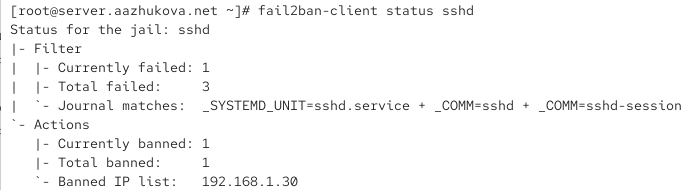 [root@server.aazhukova.net ~]# fail2ban-client status sshd
Status for the jail: sshd
|- Filter
|  |- Currently failed: 1
|  |- Total failed:     3
|  `- Journal matches:  _SYSTEMD_UNIT=sshd.service + _COMM=sshd + _COMM=sshd-session
`- Actions
   |- Currently banned: 1
   |- Total banned:     1
   `- Banned IP list:   192.168.1.30